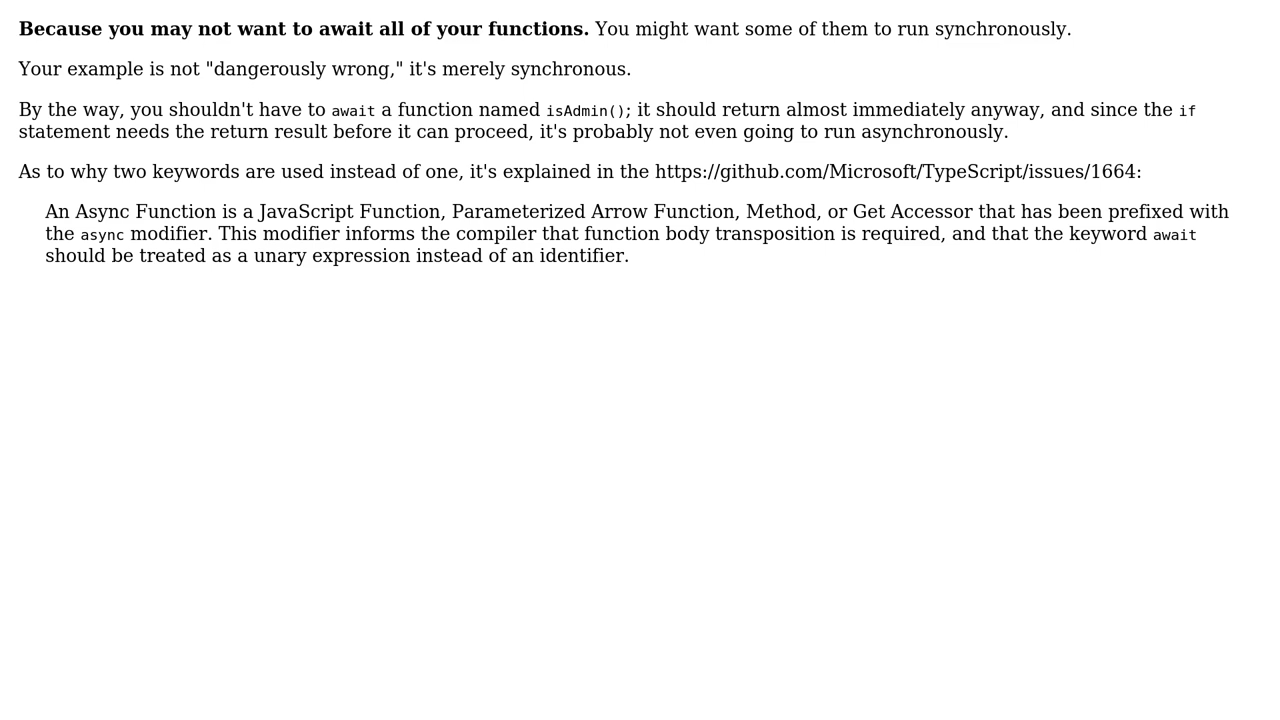 Because you may not want to await all of your functions. You might want some of them to run synchronously.
Your example is not "dangerously wrong," it's merely synchronous.
By the way, you shouldn't have to await a function named isAdmin(); it should return almost immediately anyway, and since the if
statement needs the return result before it can proceed, it's probably not even going to run asynchronously.
As to why two keywords are used instead of one, it's explained in the https://github.com/Microsoft/TypeScript/issues/1664:
An Async Function is a JavaScript Function, Parameterized Arrow Function, Method, or Get Accessor that has been prefixed with
the async modifier. This modifier informs the compiler that function body transposition is required, and that the keyword await
should be treated as a unary expression instead of an identifier.